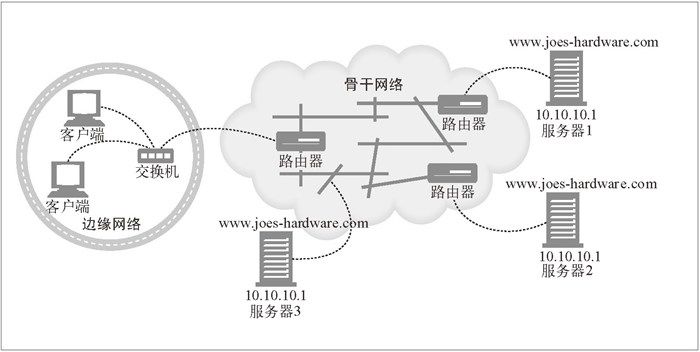 www.joes-hardware.com
骨干网络
10.10.10.1
服务器1
客户端
路由器
路由器
交换机
客户端
路由器
www.joes-hardware.com
边缘网络
www.joes-hardware.com
10.10.10.1
服务器2
10.10.10.1
服务器3